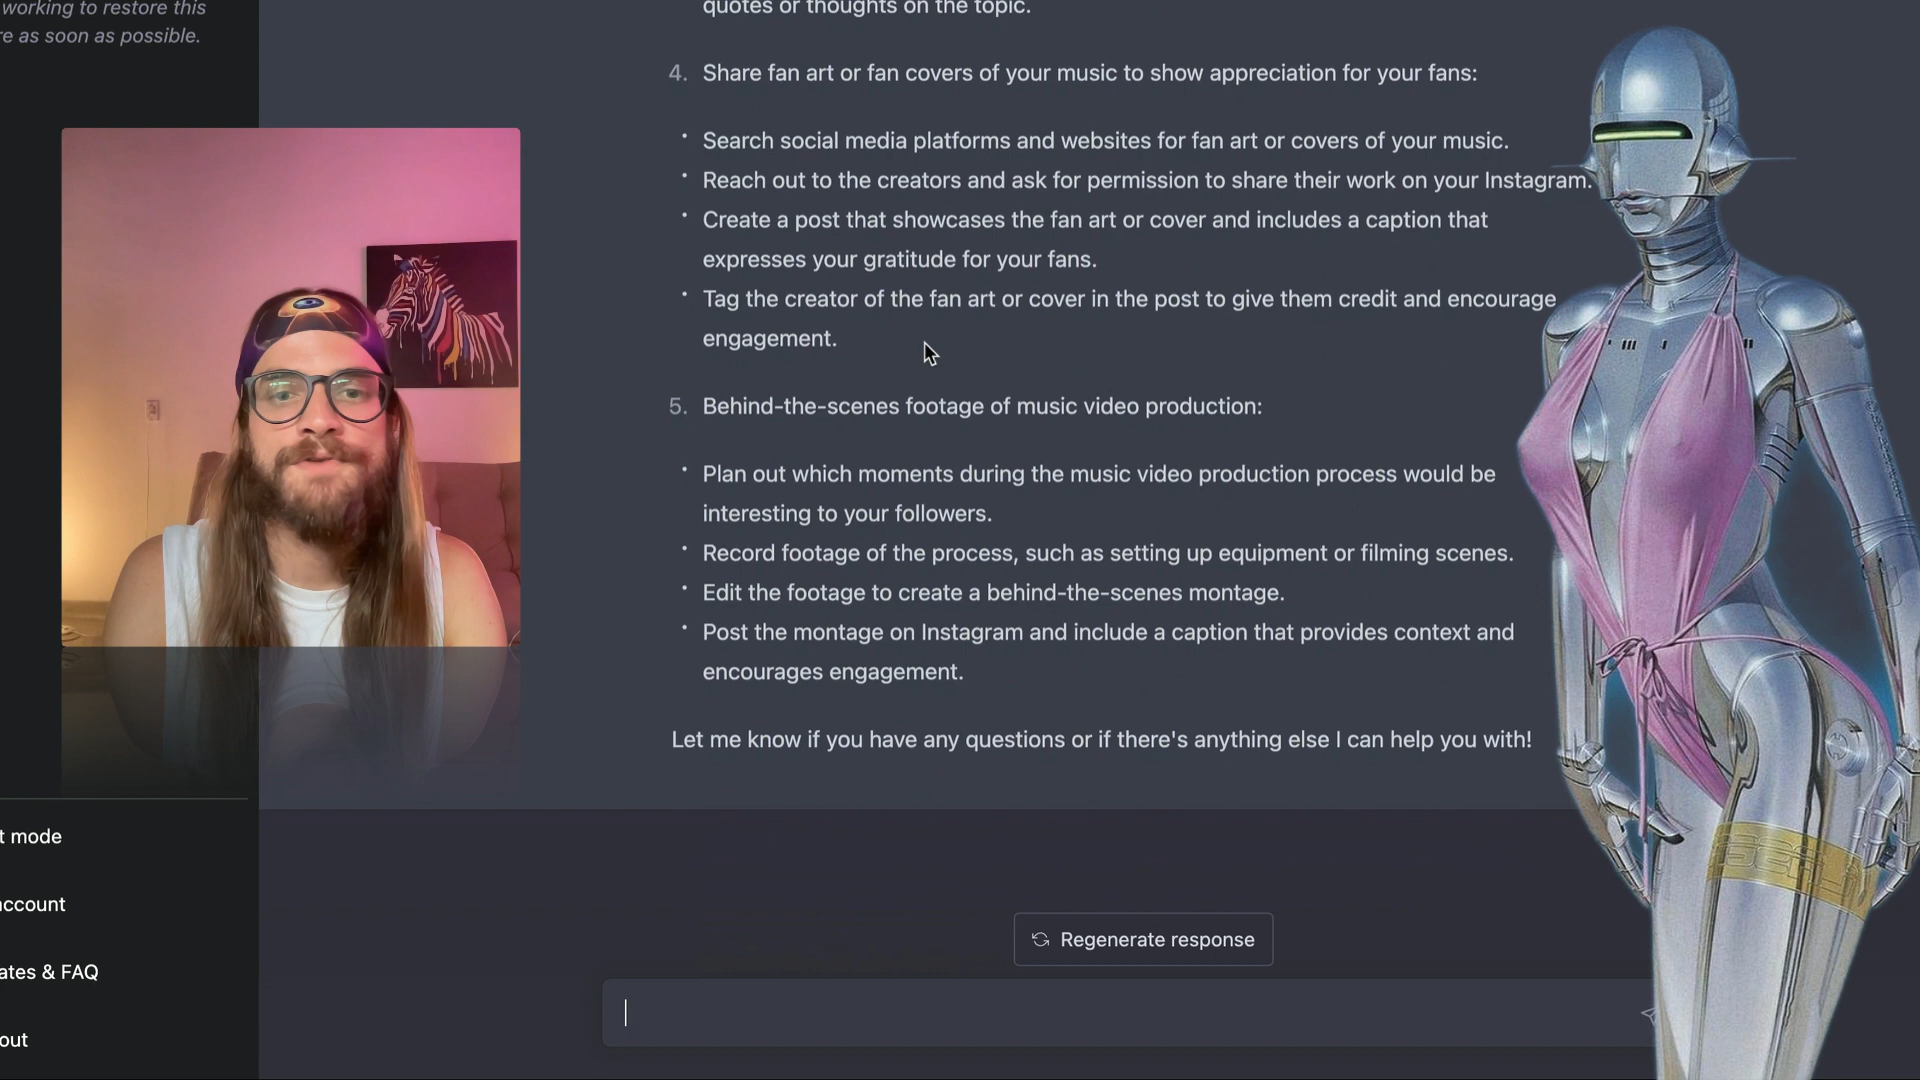 working to restore this
re as soon as possible.
quotes or thoughts on the topic.
4. Share fan art or fan covers of your music to show appreciation for your fans:
• Search social media platforms and websites for fan art or covers of your music.
• Reach out to the creators and ask for permission to share their work on your Instagram.
• Create a post that showcases the fan art or cover and includes a caption that
expresses your gratitude for your fans.
• Tag the creator of the fan art or cover in the post to give them credit and encourage
engagement.
5. Behind-the-scenes footage of music video production:
• Plan out which moments during the music video production process would be
interesting to your followers.
• Record footage of the process, such as setting up equipment or filming scenes.
• Edit the footage to create a behind-the-scenes montage.
• Post the montage on Instagram and include a caption that provides context and
encourages engagement.
Let me know if you have any questions or if there's anything else I can help you with!
t mode
account
ates & FAQ
out
Regenerate response